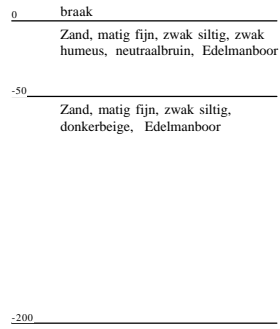 0 braak
Zand, matig fijn, zwak siltig, zwak
humeus, neutraalbruin, Edelmanboor
-50
Zand, matig fijn, zwak siltig,
donkerbeige, Edelmanboor
-200